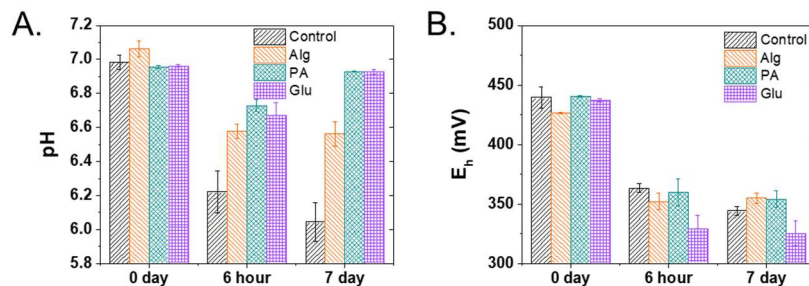 A.
7.2
7.0
6.8
6.6
6.4
6.2
6.0
5.8
pH
Control
Alg
PA
Glu
0 day
6 hour
7 day
B.
500
450
400
350
300
Eh (mV)
Control
Alg
PA
Glu
0 day
6 hour
7 day